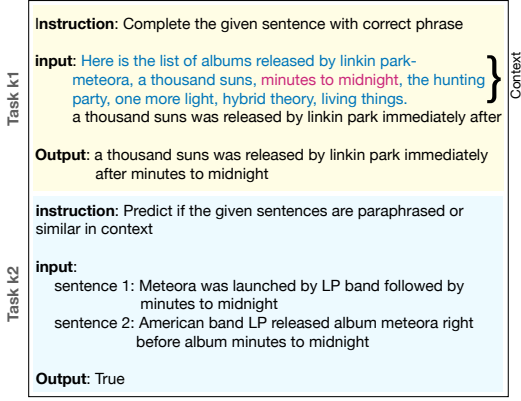 Task k1
Instruction: Complete the given sentence with correct phrase
input: Here is the list of albums released by linkin park-
meteora, a thousand suns, minutes to midnight, the hunting
party, one more light, hybrid theory, living things.
a thousand suns was released by linkin park immediately after
Context
Output: a thousand suns was released by linkin park immediately
after minutes to midnight
Task k2
instruction: Predict if the given sentences are paraphrased or
similar in context
input:
sentence 1: Meteora was launched by LP band followed by
minutes to midnight
sentence 2: American band LP released album meteora right
before album minutes to midnight
Output: True